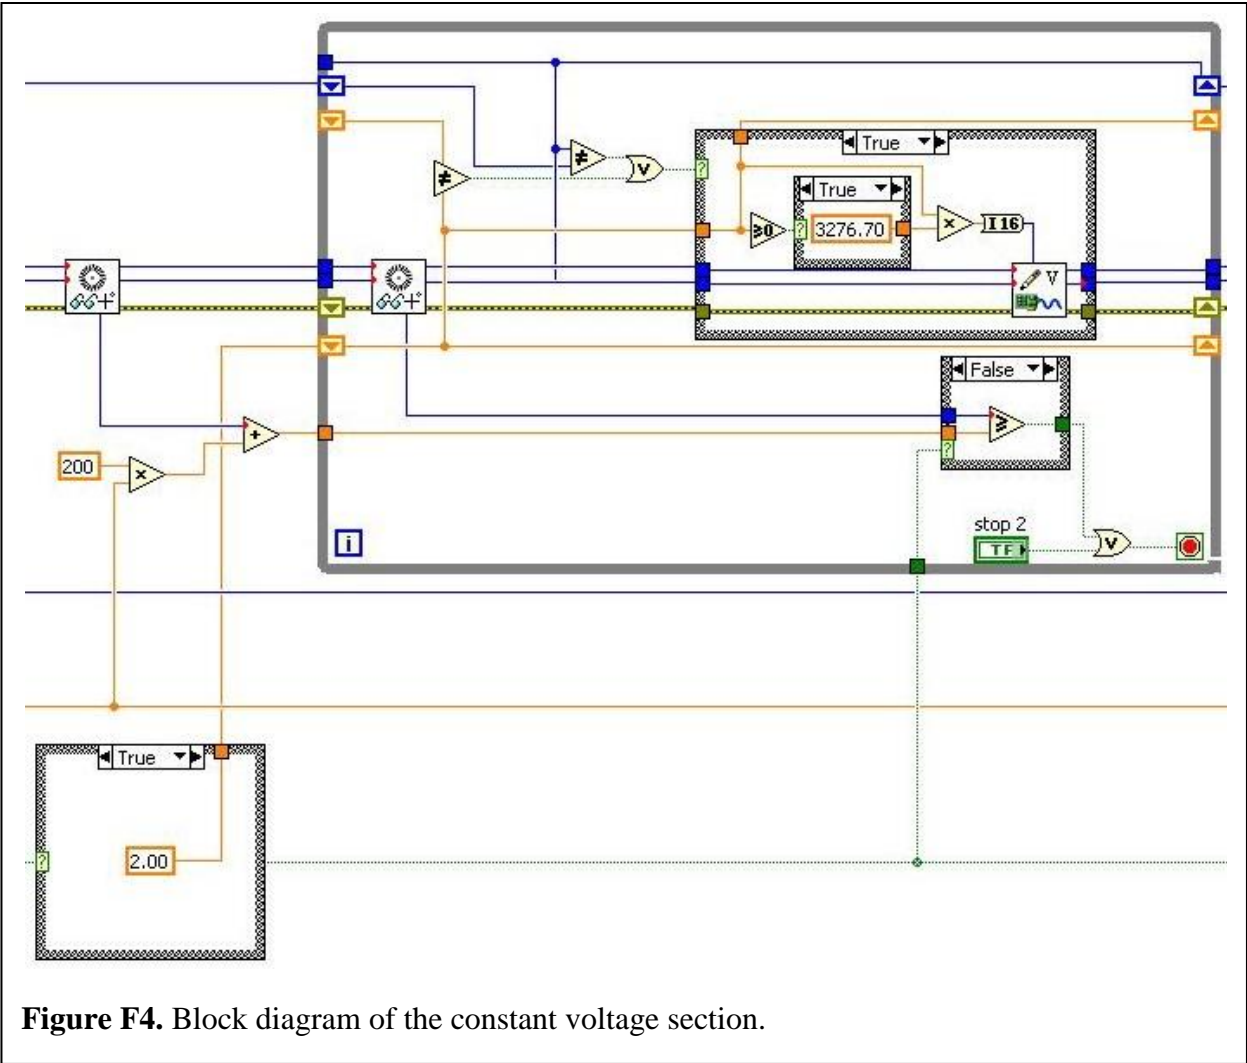 True
≠
≠
V
True
≥0
3276.70
×
I16
V
200
×
+
False
≥
stop 2
TF
V
i
True
2.00
Figure F4. Block diagram of the constant voltage section.